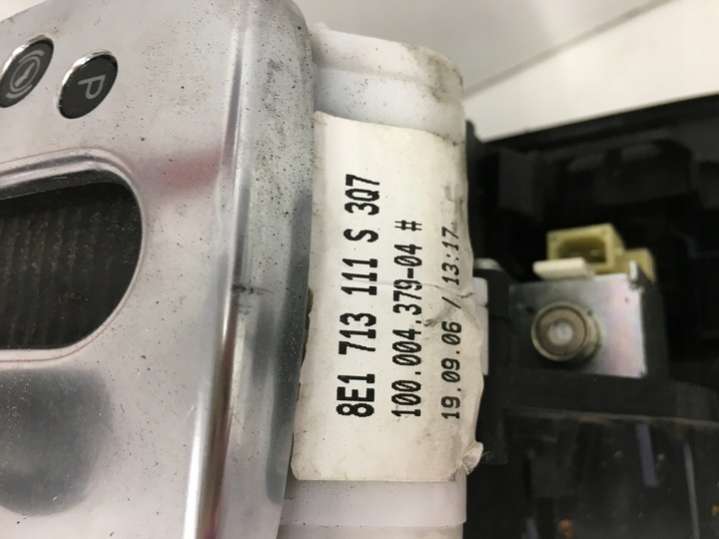 P
8E1 713 111 S 3Q7
100.004.379-04 #
19.09.06 / 13:17